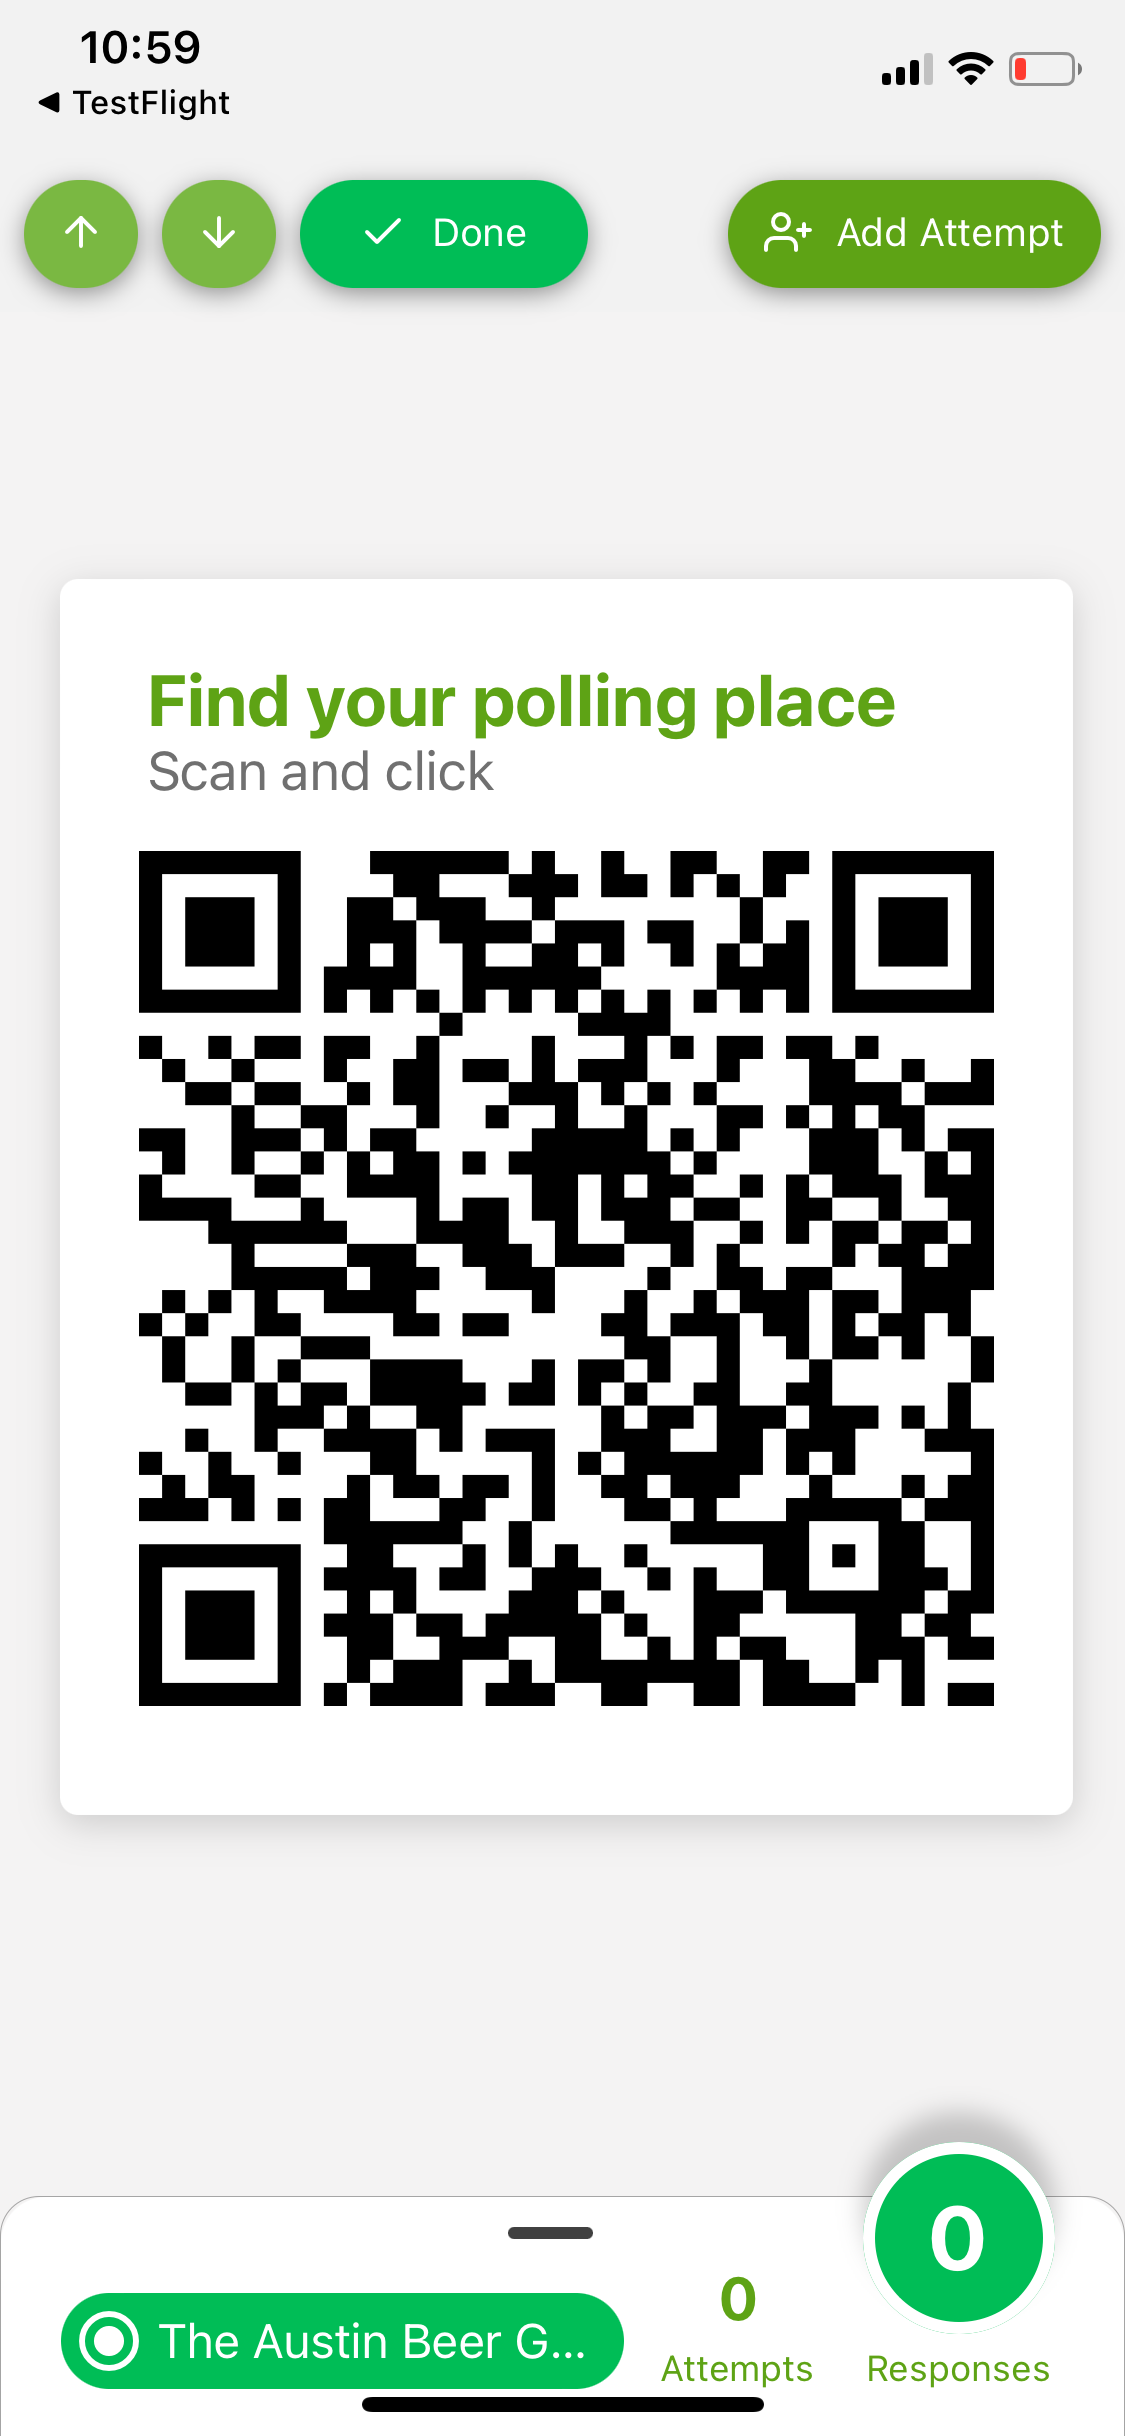 10:59
TestFlight
Done
Add Attempt
Find your polling place
Scan and click
The Austin Beer G...
0
Attempts
0
Responses